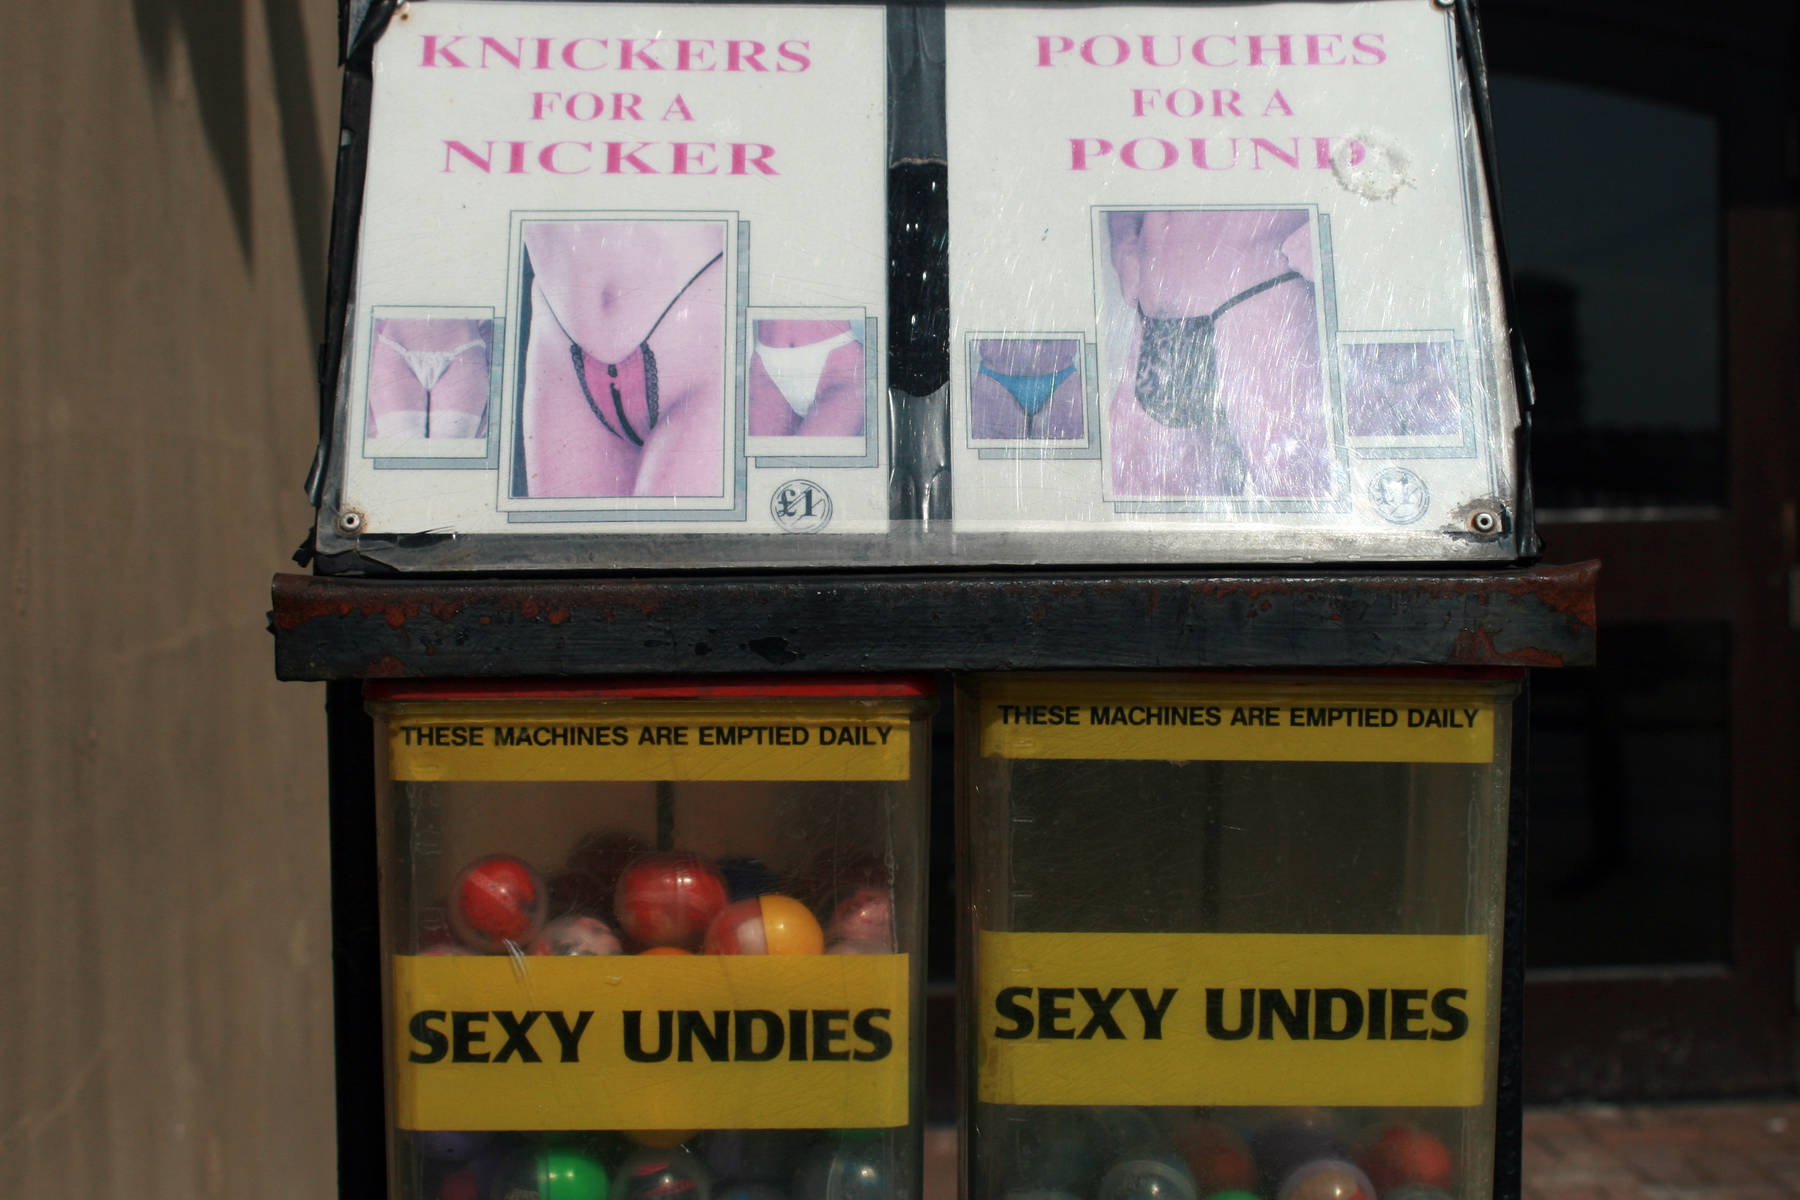 KNICKERS
FOR A
NICKER
£1
POUCHES
FOR A
POUND
THESE MACHINES ARE EMPTIED DAILY
SEXY UNDIES
THESE MACHINES ARE EMPTIED DAILY
SEXY UNDIES